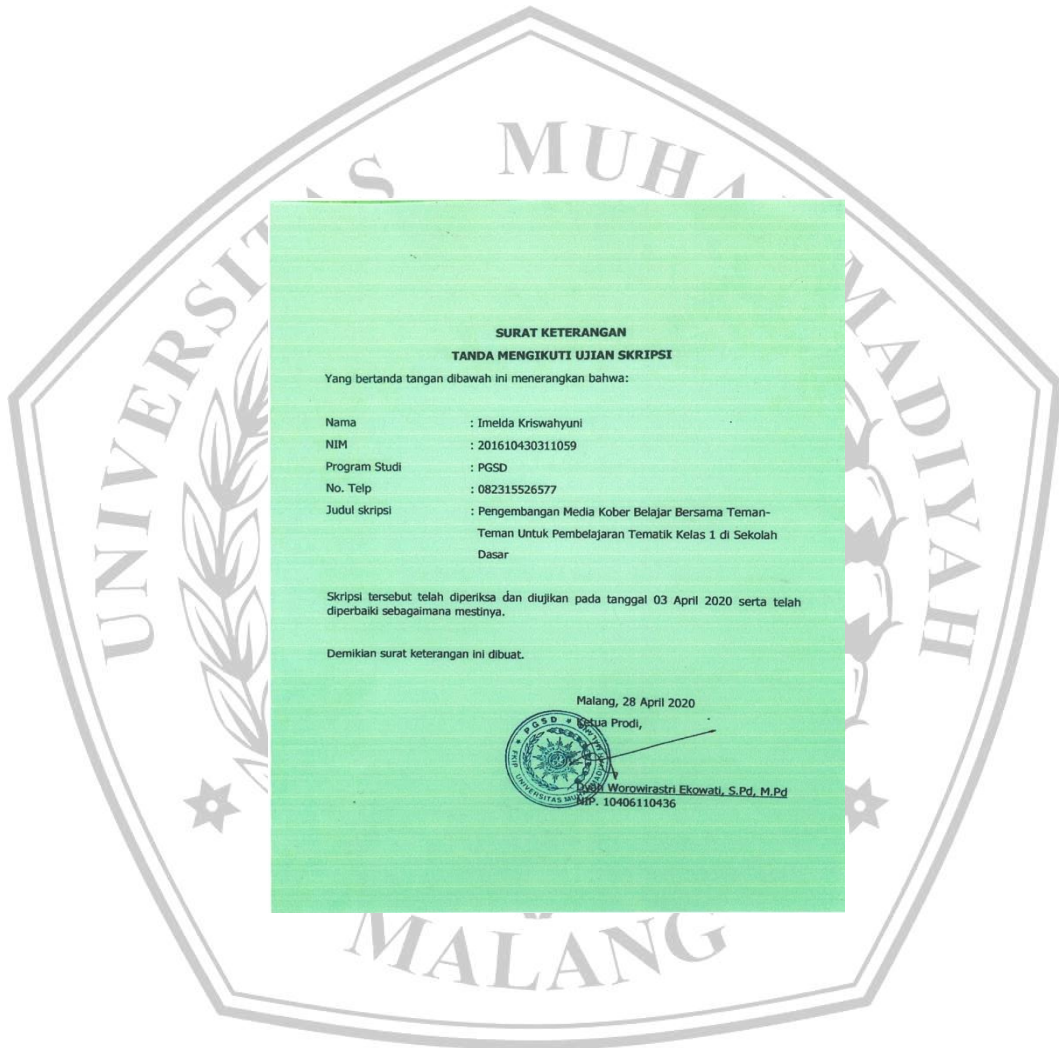 UNIVERSITAS MUHAMMADIYAH
MALANG
SURAT KETERANGAN
TANDA MENGIKUTI UJIAN SKRIPSI
Yang bertanda tangan dibawah ini menerangkan bahwa:
Nama : Imelda Kriswahyuni
NIM : 201610430311059
Program Studi : PGSD
No. Telp : 082315526577
Judul skripsi : Pengembangan Media Kober Belajar Bersama Teman-
Teman Untuk Pembelajaran Tematik Kelas 1 di Sekolah
Dasar
Skripsi tersebut telah diperiksa dan diujikan pada tanggal 03 April 2020 serta telah
diperbaiki sebagaimana mestinya.
Demikian surat keterangan ini dibuat.
Malang, 28 April 2020
Ketua Prodi,
PGSD
FKIP UNIVERSITAS
Worowirastri Ekowati, S.Pd, M.Pd
NIP. 10406110436